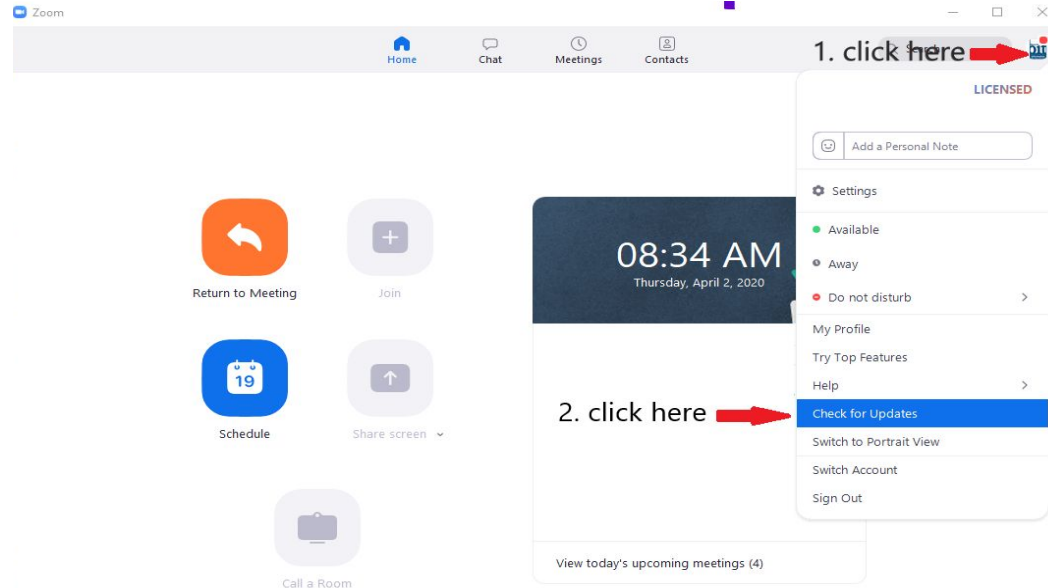 Zoom
Home
Chat
Meetings
Contacts
1. click here
LICENSED
Add a Personal Note
Settings
Available
Away
Do not disturb
My Profile
Try Top Features
Help
Check for Updates
Switch to Portrait View
Switch Account
Sign Out
Return to Meeting
Join
19
Schedule
Share screen
Call a Room
08:34 AM
Thursday, April 2, 2020
2. click here
View today's upcoming meetings (4)